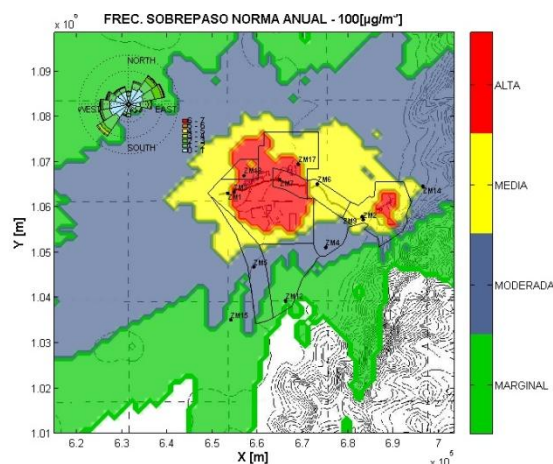 FREC. SOBREPASO NORMA ANUAL - 100[µg/m³]
x 10⁵
1.09
1.08
1.07
1.06
1.05
1.04
1.03
1.02
1.01
Y [m]
NORTH
WEST
EAST
SOUTH
ZM17
ZM6
ZM1
ZM2
ZM14
ZM4
ZM5
ZM15
6.2
6.3
6.4
6.5
6.6
6.7
6.8
6.9
7
X [m]
x 10⁵
ALTA
MEDIA
MODERADA
MARGINAL